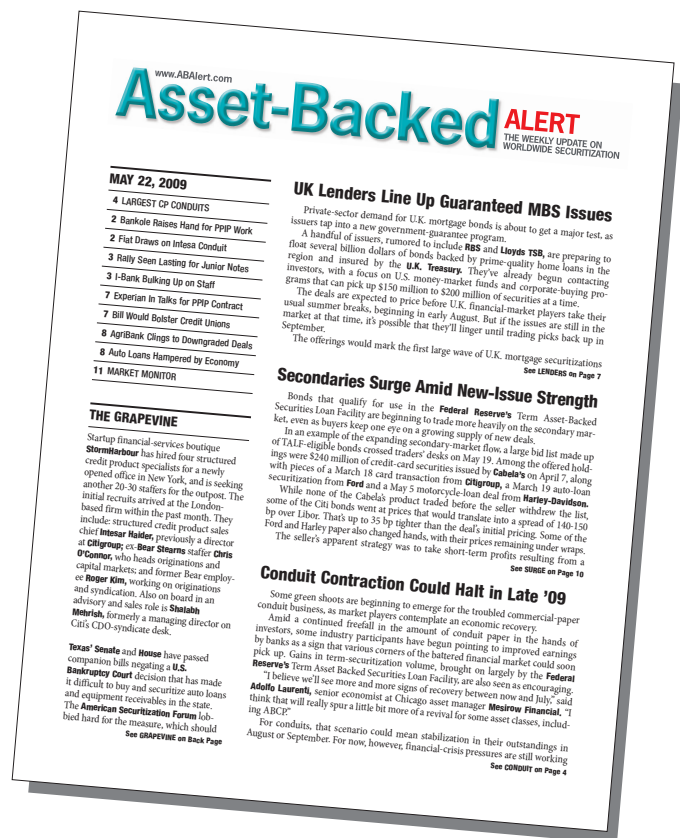 www.ABAlert.com
Asset-Backed ALERT
THE WEEKLY UPDATE ON
WORLDWIDE SECURITIZATION
MAY 22, 2009
4 LARGEST CP CONDUITS
2 Bankole Raises Hand for PPIP Work
2 Fiat Draws on Intesa Conduit
3 Rally Seen Lasting for Junior Notes
3 I-Bank Bulking Up on Staff
7 Experian In Talks for PPIP Contract
7 Bill Would Bolster Credit Unions
8 AgriBank Clings to Downgraded Deals
8 Auto Loans Hampered by Economy
11 MARKET MONITOR
THE GRAPEVINE
Startup financial-services boutique
StormHarbour has hired four structured
credit product specialists for a newly
opened office in New York, and is seeking
another 20-30 staffers for the outpost. The
initial recruits arrived at the London-
based firm within the past month. They
include: structured credit product sales
chief Intesar Haider, previously a director
at Citigroup; ex-Bear Stearns staffer Chris
O'Connor, who heads originations and
capital markets; and former Bear employ-
ee Roger Kim, working on originations
and syndication. Also on board in an
advisory and sales role is Shalabh
Mehrish, formerly a managing director on
Citi's CDO-syndicate desk.
Texas' Senate and House have passed
companion bills negating a U.S.
Bankruptcy Court decision that has made
it difficult to buy and securitize auto loans
and equipment receivables in the state.
The American Securitization Forum lob-
bied hard for the measure, which should
See GRAPEVINE on Back Page
UK Lenders Line Up Guaranteed MBS Issues
Private-sector demand for U.K. mortgage bonds is about to get a major test, as
issuers tap into a new government-guarantee program.
A handful of issuers, rumored to include RBS and Lloyds TSB, are preparing to
float several billion dollars of bonds backed by prime-quality home loans in the
region and insured by the U.K. Treasury. They've already begun contacting
investors, with a focus on U.S. money-market funds and corporate-buying pro-
grams that can pick up $150 million to $200 million of securities at a time.
The deals are expected to price before U.K. financial-market players take their
usual summer breaks, beginning in early August. But if the issues are still in the
market at that time, it's possible that they'll linger until trading picks back up in
September.
The offerings would mark the first large wave of U.K. mortgage securitizations
See LENDERS on Page 7
Secondaries Surge Amid New-Issue Strength
Bonds that qualify for use in the Federal Reserve's Term Asset-Backed
Securities Loan Facility are beginning to trade more heavily on the secondary mar-
ket, even as buyers keep one eye on a growing supply of new deals.
In an example of the expanding secondary-market flow, a large bid list made up
of TALF-eligible bonds crossed traders' desks on May 19. Among the offered hold-
ings were $240 million of credit-card securities issued by Cabela's on April 7, along
with pieces of a March 18 card transaction from Citigroup, a March 19 auto-loan
securitization from Ford and a May 5 motorcycle-loan deal from Harley-Davidson.
While none of the Cabela's product traded before the seller withdrew the list,
some of the Citi bonds went at prices that would translate into a spread of 140-150
bp over Libor. That's up to 35 bp tighter than the deal's initial pricing. Some of the
Ford and Harley paper also changed hands, with their prices remaining under wraps.
The seller's apparent strategy was to take short-term profits resulting from a
See SURGE on Page 10
Conduit Contraction Could Halt in Late '09
Some green shoots are beginning to emerge for the troubled commercial-paper
conduit business, as market players contemplate an economic recovery.
Amid a continued freefall in the amount of conduit paper in the hands of
investors, some industry participants have begun pointing to improved earnings
by banks as a sign that various corners of the battered financial market could soon
pick up. Gains in term-securitization volume, brought on largely by the Federal
Reserve's Term Asset Backed Securities Loan Facility, are also seen as encouraging.
"I believe we'll see more and more signs of recovery between now and July," said
Adolfo Laurenti, senior economist at Chicago asset manager Mesirow Financial, "I
think that will really spur a little bit more of a revival for some asset classes, includ-
ing ABCP."
For conduits, that scenario could mean stabilization in their outstandings in
August or September. For now, however, financial-crisis pressures are still working
See CONDUIT on Page 4